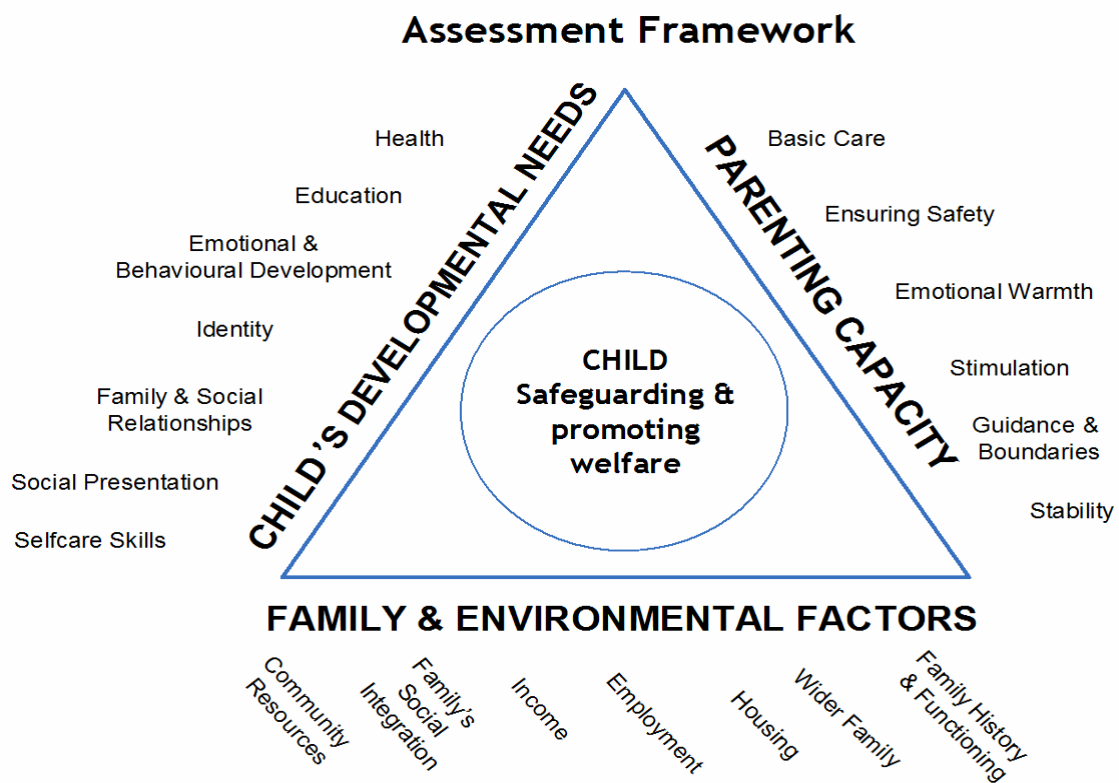 Assessment Framework
CHILD'S DEVELOPMENTAL NEEDS
Health
Education
Emotional &
Behavioural Development
Identity
Family & Social
Relationships
Social Presentation
Selfcare Skills
PARENTING CAPACITY
Basic Care
Ensuring Safety
Emotional Warmth
Stimulation
Guidance &
Boundaries
Stability
CHILD
Safeguarding &
promoting
welfare
FAMILY & ENVIRONMENTAL FACTORS
Community
Resources
Family's
Social
Integration
Income
Employment
Housing
Wider Family
Family History
& Functioning